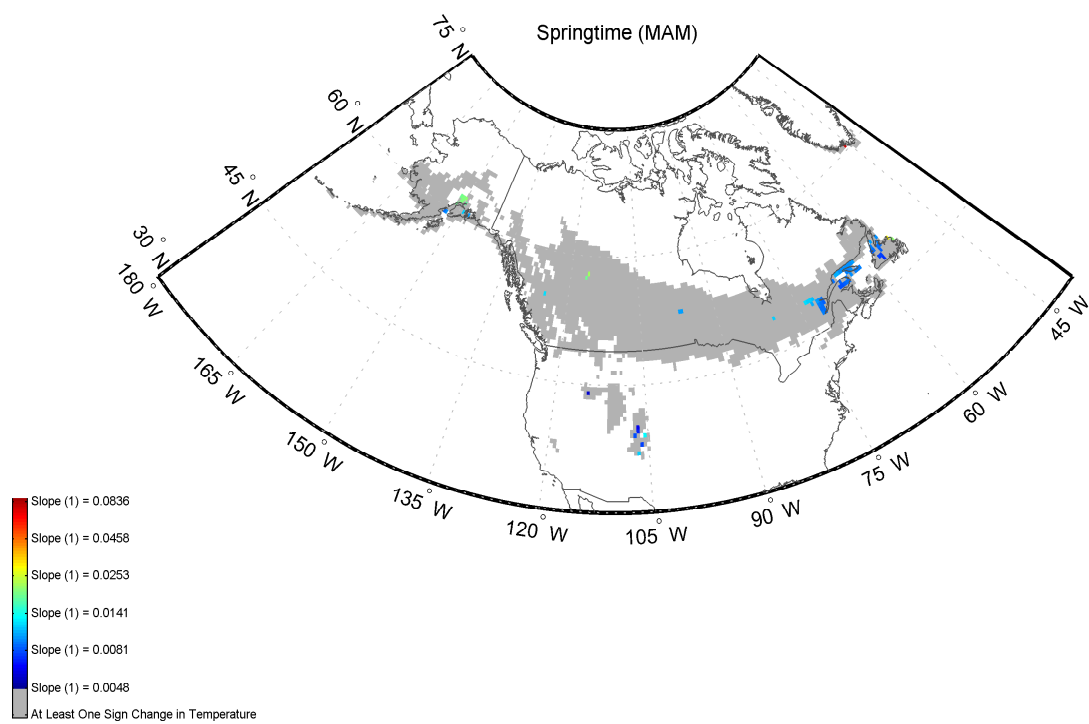 Springtime (MAM)
75° N
60° N
45° N
30° N
180° W
165° W
150° W
135° W
120° W
105° W
90° W
75° W
60° W
45° W
Slope (1) = 0.0836
Slope (1) = 0.0458
Slope (1) = 0.0253
Slope (1) = 0.0141
Slope (1) = 0.0081
Slope (1) = 0.0048
At Least One Sign Change in Temperature